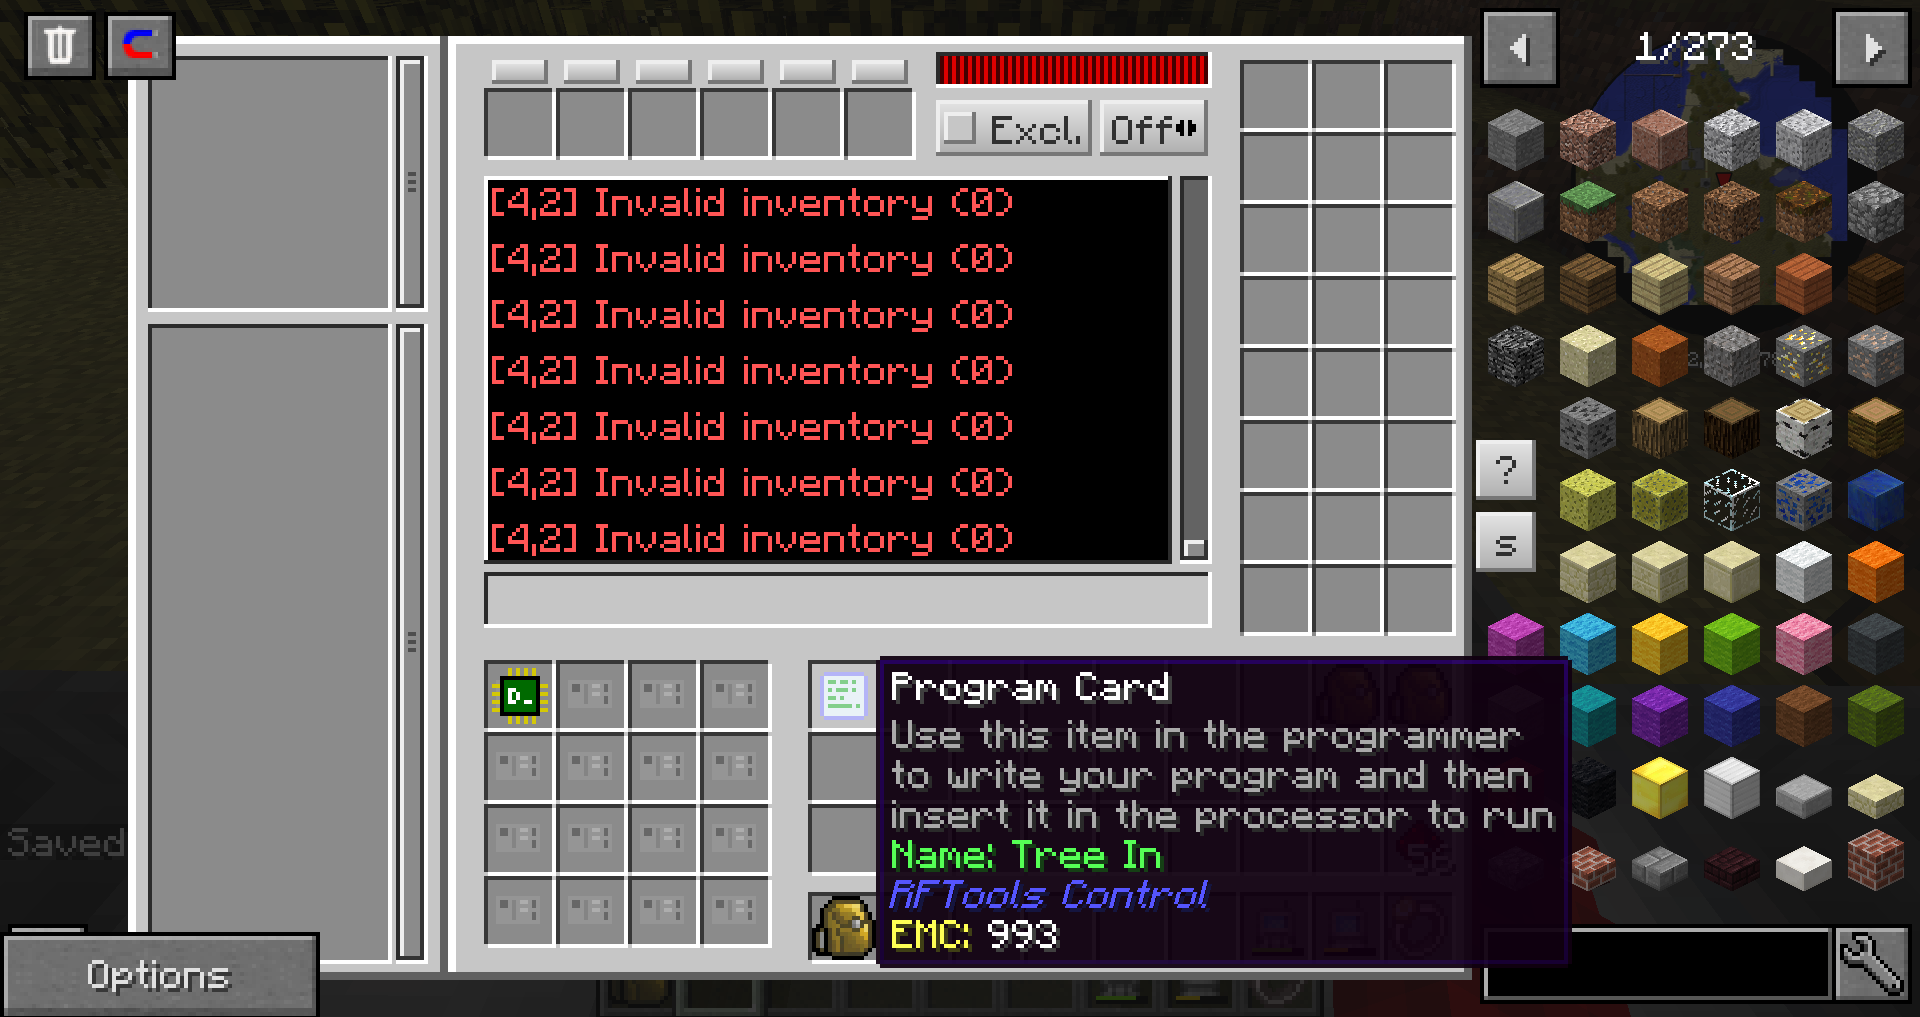 1/273
Excl.
Off
[4,2] Invalid inventory (0)
[4,2] Invalid inventory (0)
[4,2] Invalid inventory (0)
[4,2] Invalid inventory (0)
[4,2] Invalid inventory (0)
[4,2] Invalid inventory (0)
[4,2] Invalid inventory (0)
?
s
D_
Program Card
Use this item in the programmer
to write your program and then
insert it in the processor to run
Name: Tree In
RFTools Control
EMC: 993
56
Saved
Options